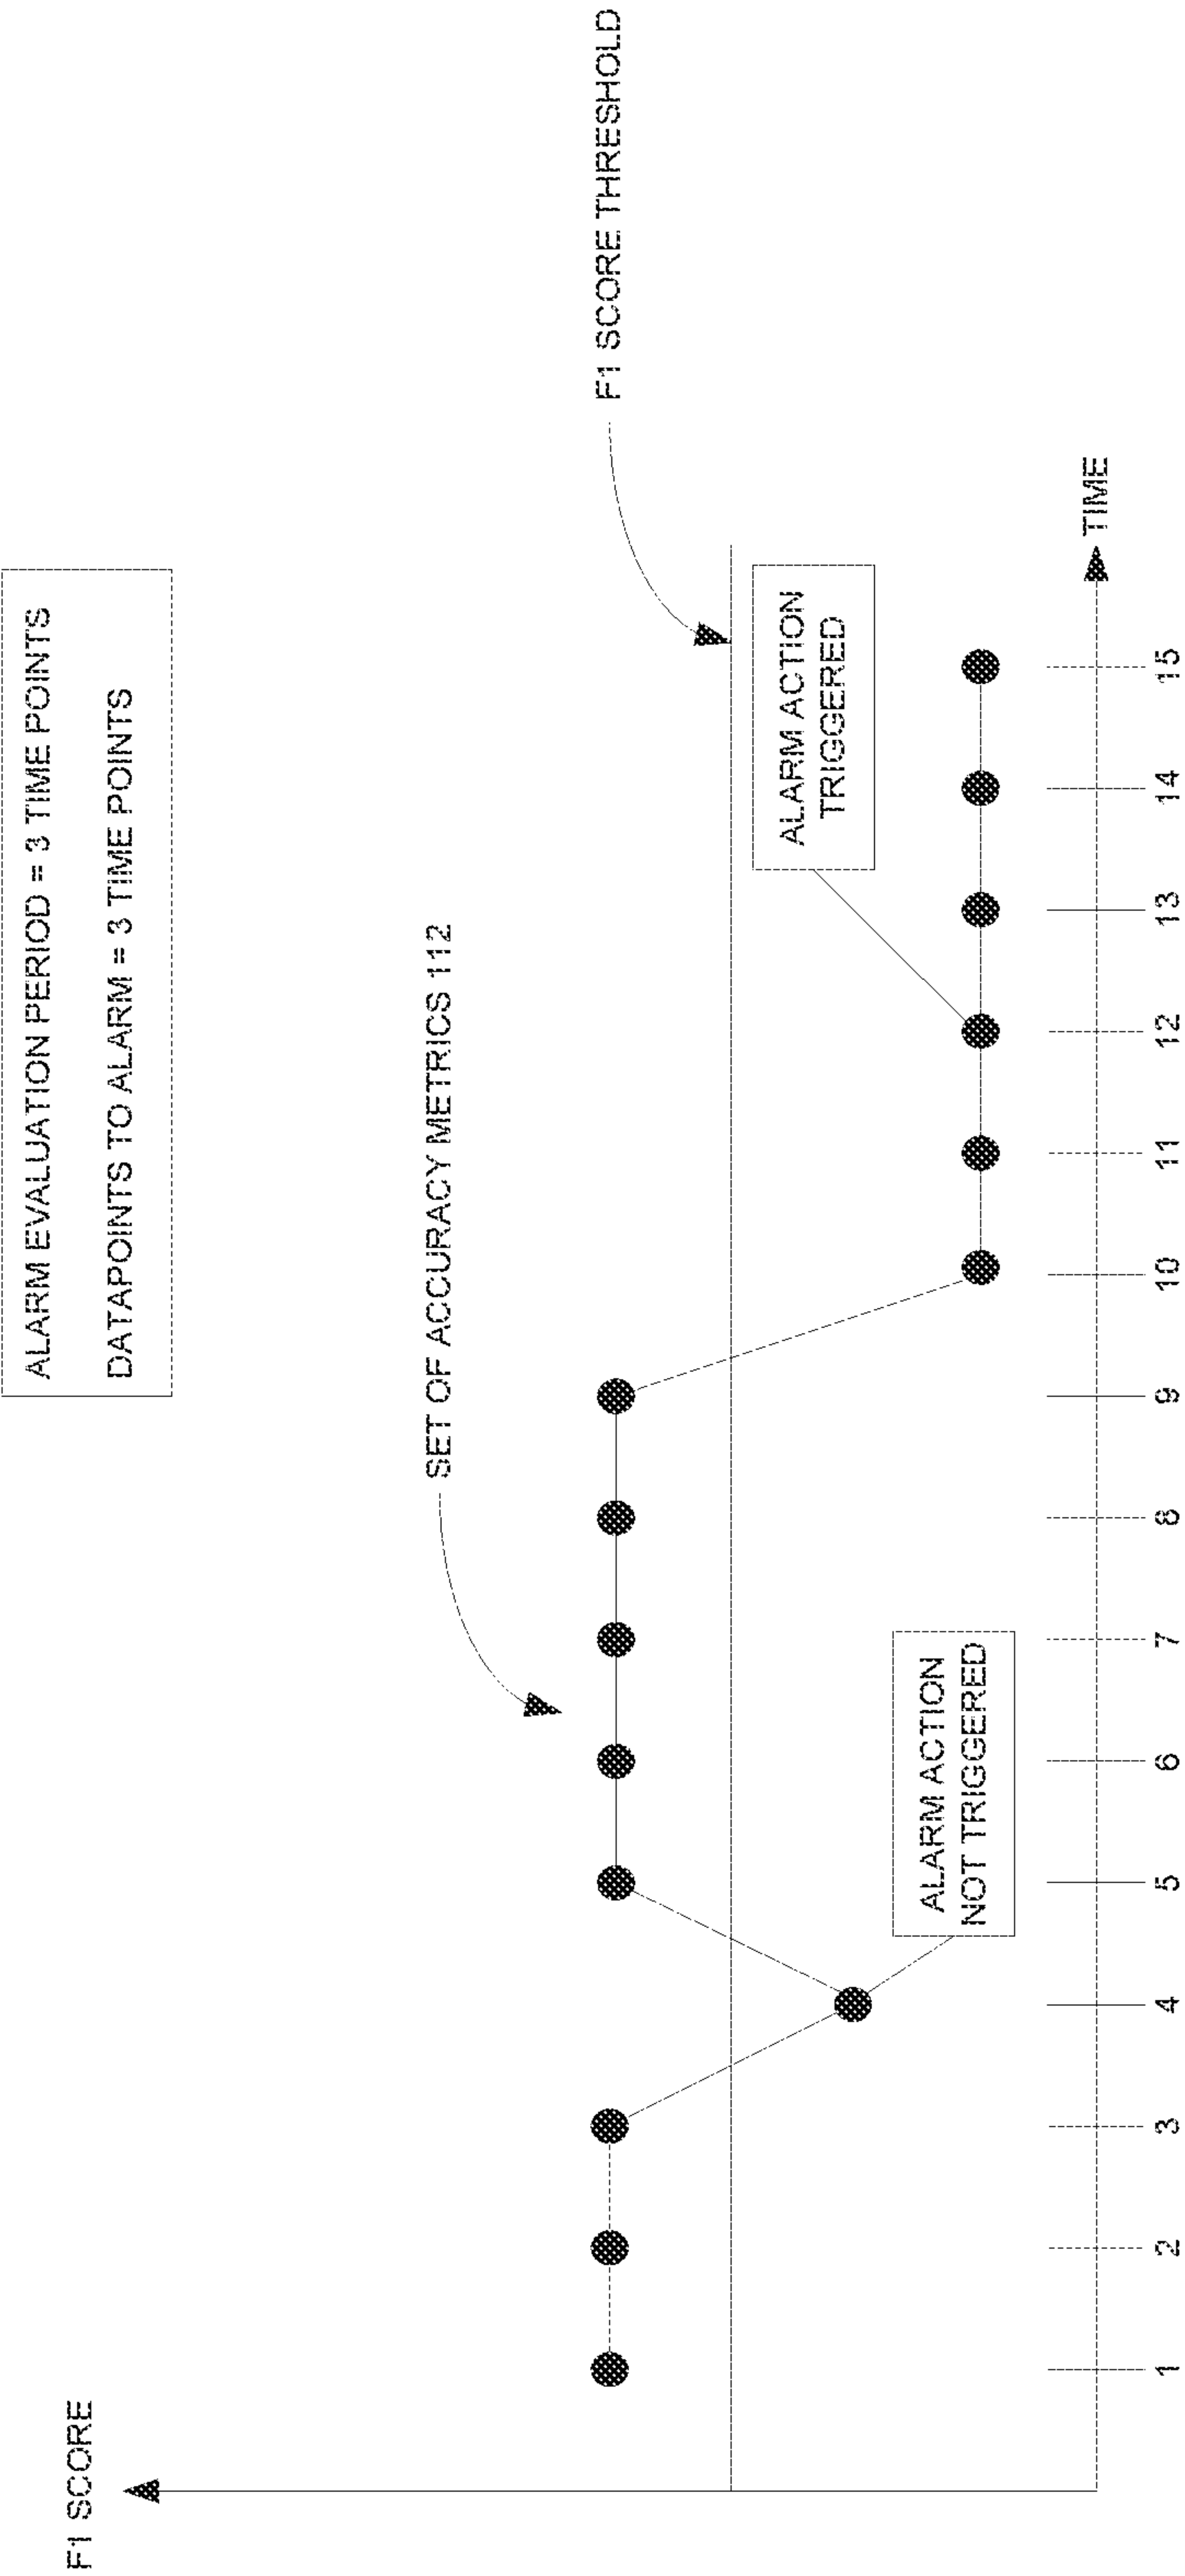 ALARM EVALUATION PERIOD = 3 TIME POINTS
DATAPOINTS TO ALARM = 3 TIME POINTS
F1 SCORE
SET OF ACCURACY METRICS 112
F1 SCORE THRESHOLD
ALARM ACTION
TRIGGERED
ALARM ACTION
NOT TRIGGERED
TIME
1 2 3 4 5 6 7 8 9 10 11 12 13 14 15